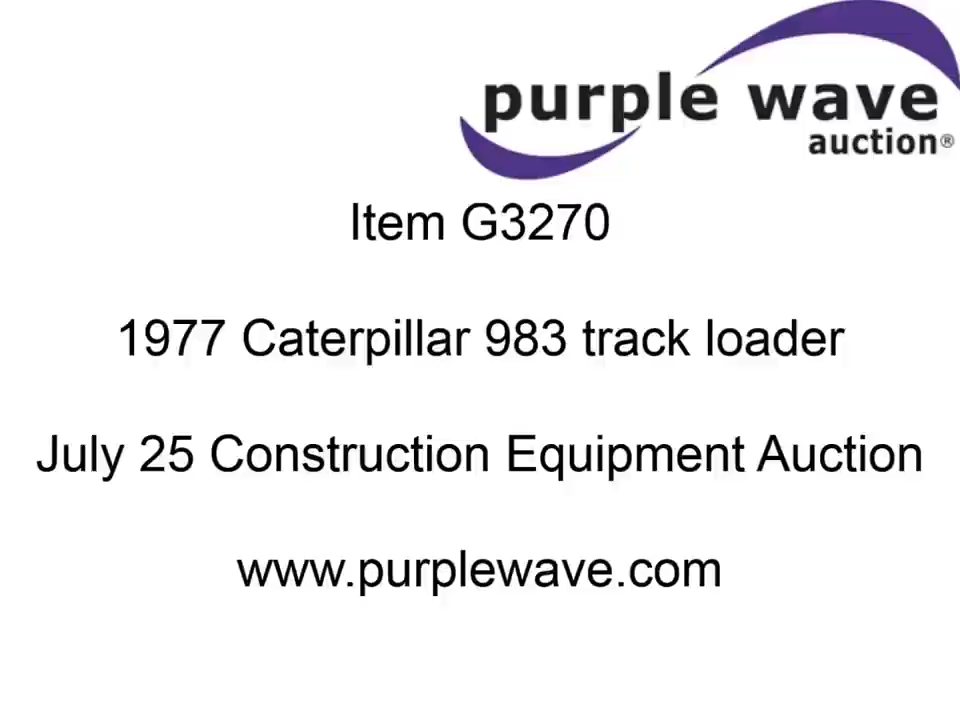 purple wave
auction®
Item G3270
1977 Caterpillar 983 track loader
July 25 Construction Equipment Auction
www.purplewave.com